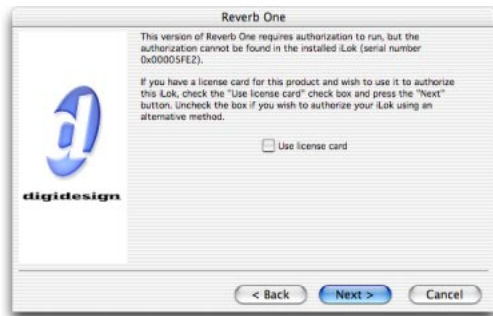 Reverb One
This version of Reverb One requires authorization to run, but the
authorization cannot be found in the installed iLok (serial number
0x00005FE2).
If you have a license card for this product and wish to use it to authorize
this iLok, check the "Use license card" check box and press the "Next"
button. Uncheck the box if you wish to authorize your iLok using an
alternative method.
Use license card
digidesign
< Back
Next >
Cancel